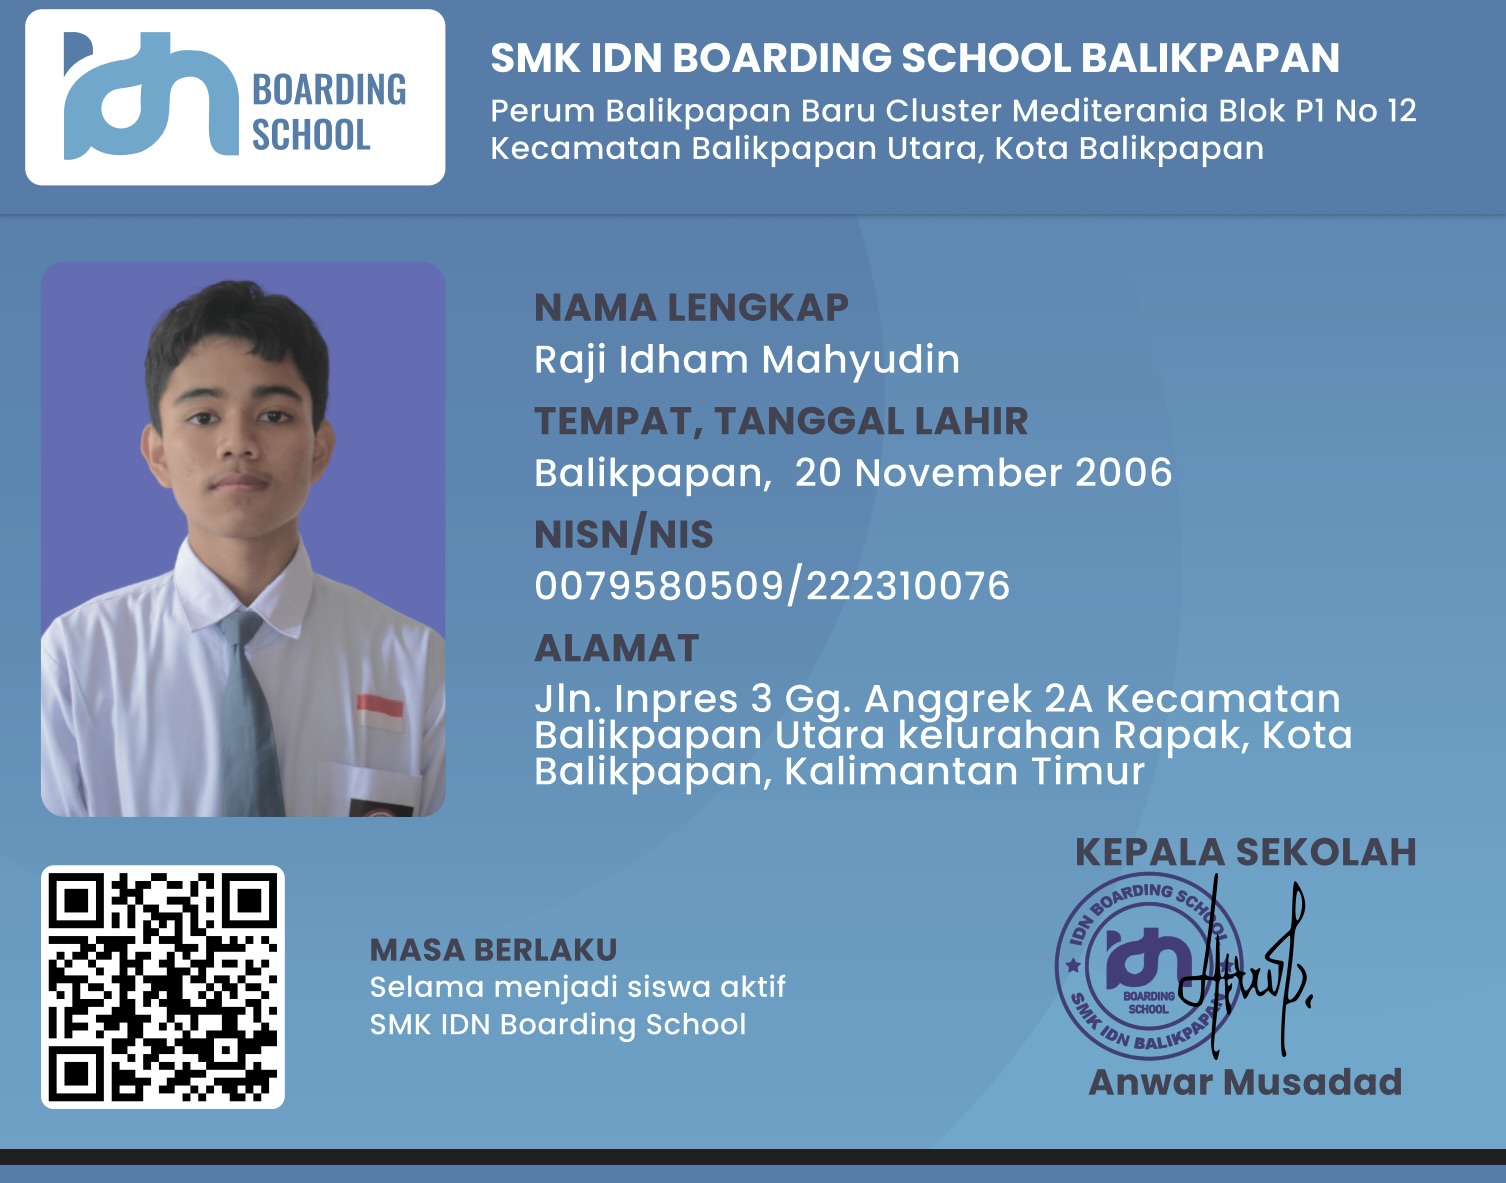 idn BOARDING
SCHOOL
SMK IDN BOARDING SCHOOL BALIKPAPAN
Perum Balikpapan Baru Cluster Mediterania Blok P1 No 12
Kecamatan Balikpapan Utara, Kota Balikpapan
NAMA LENGKAP
Raji Idham Mahyudin
TEMPAT, TANGGAL LAHIR
Balikpapan,  20 November 2006
NISN/NIS
0079580509/222310076
ALAMAT
Jln. Inpres 3 Gg. Anggrek 2A Kecamatan
Balikpapan Utara kelurahan Rapak, Kota
Balikpapan, Kalimantan Timur
MASA BERLAKU
Selama menjadi siswa aktif
SMK IDN Boarding School
KEPALA SEKOLAH
IDN BOARDING SCHOOL
idn
BOARDING
SCHOOL
SMK IDN BALIKPAPAN
Anwar Musadad